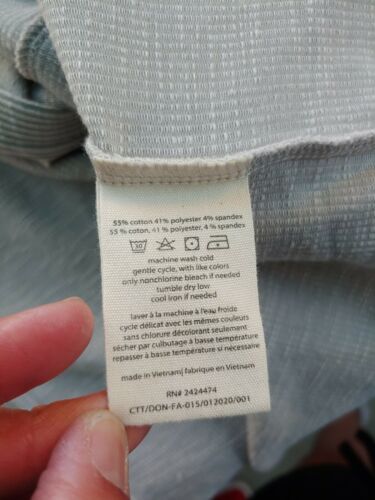 55% cotton 41% polyester 4% spandex
55 % coton, 41 % polyester, 4 % spandex
30
machine wash cold
gentle cycle, with like colors
only nonchlorine bleach if needed
tumble dry low
cool iron if needed
laver à la machine à l'eau froide
cycle délicat avec les mêmes couleurs
sans chlorure décolorant seulement
sécher par culbutage à basse température
repasser à basse température si nécessaire
made in Vietnam| fabrique en Vietnam
RN# 2424474
CTT/DON-FA-015/012020/001